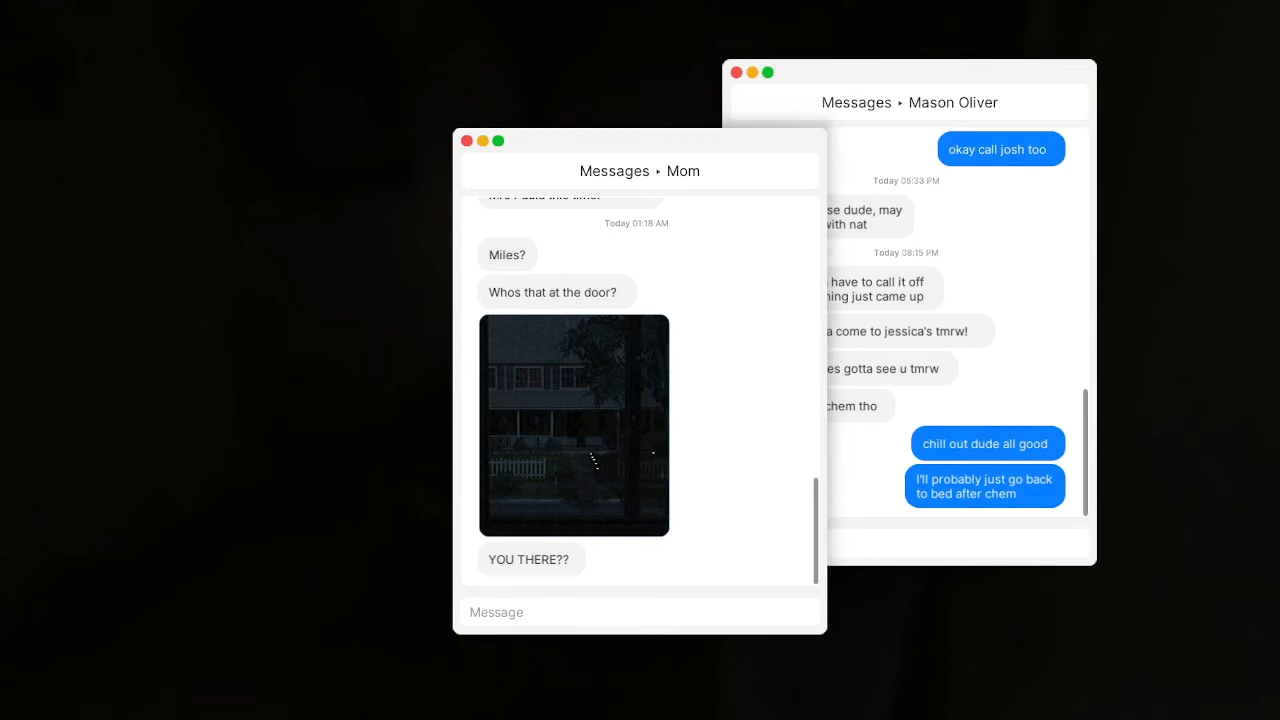 Messages ‣ Mason Oliver
okay call josh too
Today 05:33 PM
se dude, may
with nat
Today 08:15 PM
have to call it off
ning just came up
a come to jessica's tmrw!
es gotta see u tmrw
chem tho
chill out dude all good
I'll probably just go back
to bed after chem
Messages ‣ Mom
Today 01:18 AM
Miles?
Whos that at the door?
YOU THERE??
Message